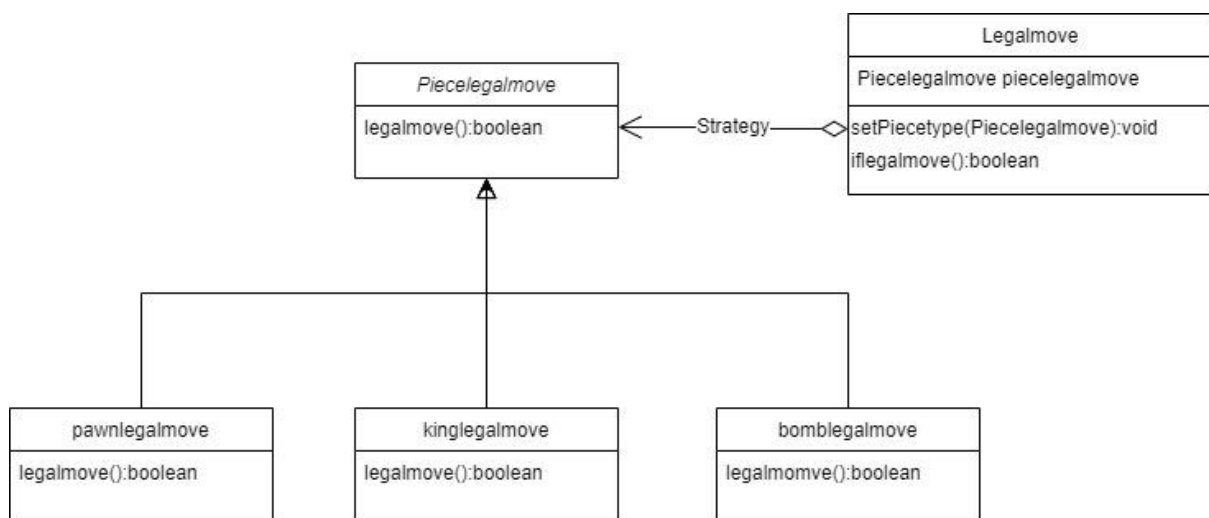 Legalmove
Piecelegalmove piecelegalmove
setPiecetype(Piecelegalmove):void
iflegalmove():boolean
Piecelegalmove
legalmove():boolean
Strategy
pawnlegalmove
legalmove():boolean
kinglegalmove
legalmove():boolean
bomblegalmove
legalmomve():boolean